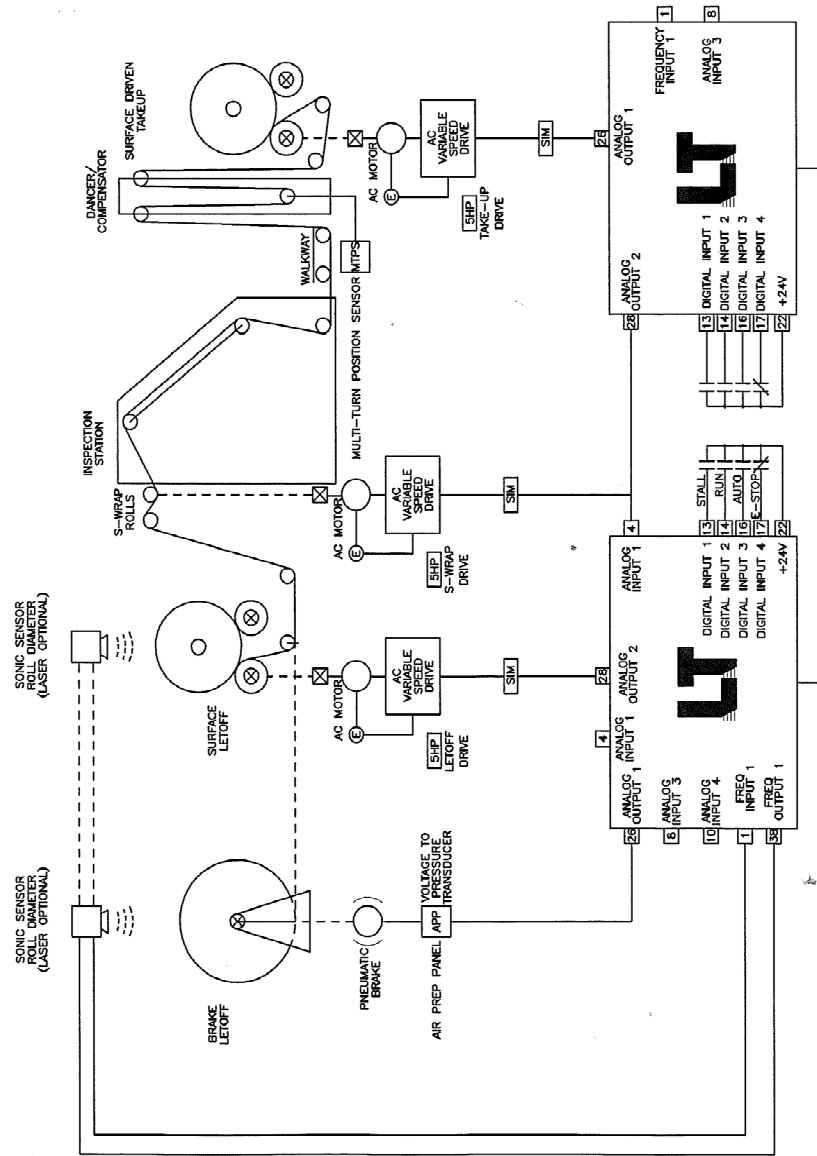 SONIC SENSOR
ROLL DIAMETER
(LASER OPTIONAL)
SONIC SENSOR
ROLL DIAMETER
(LASER OPTIONAL)
BRAKE
LETOFF
SURFACE
LETOFF
S-WRAP
ROLLS
INSPECTION
STATION
WALKWAY
DANCER/
COMPENSATOR
SURFACE DRIVEN
TAKEUP
MULTI-TURN POSITION SENSOR
MTPS
PNEUMATIC
BRAKE
AIR PREP PANEL
APP
VOLTAGE TO
PRESSURE
TRANSDUCER
AC MOTOR
E
AC
VARIABLE
SPEED
DRIVE
5HP
LETOFF
DRIVE
SIM
AC MOTOR
E
AC
VARIABLE
SPEED
DRIVE
5HP
S-WRAP
DRIVE
SIM
AC MOTOR
E
AC
VARIABLE
SPEED
DRIVE
5HP
TAKE-UP
DRIVE
SIM
26
ANALOG
OUTPUT 1
4
ANALOG
INPUT 1
28
ANALOG
OUTPUT 2
4
ANALOG
INPUT 1
8
ANALOG
INPUT 3
10
ANALOG
INPUT 4
1
FREQ
INPUT 1
38
FREQ
OUTPUT 1
LT
DIGITAL INPUT 1
13
STALL
DIGITAL INPUT 2
14
RUN
DIGITAL INPUT 3
16
AUTO
DIGITAL INPUT 4
17
E-STOP
+24V
22
28
ANALOG
OUTPUT 2
26
ANALOG
OUTPUT 1
1
FREQUENCY
INPUT 1
8
ANALOG
INPUT 3
LT
13
DIGITAL INPUT 1
14
DIGITAL INPUT 2
16
DIGITAL INPUT 3
17
DIGITAL INPUT 4
22
+24V